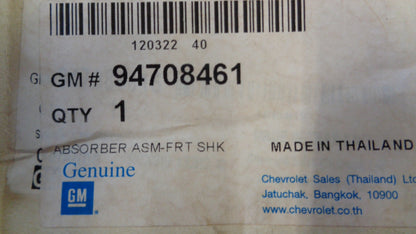 120322 40
GM # 94708461
QTY 1
ABSORBER ASM-FRT SHK
MADE IN THAILAND
Genuine
GM
Chevrolet Sales (Thailand) Ltd
Jatuchak, Bangkok, 10900
www.chevrolet.co.th